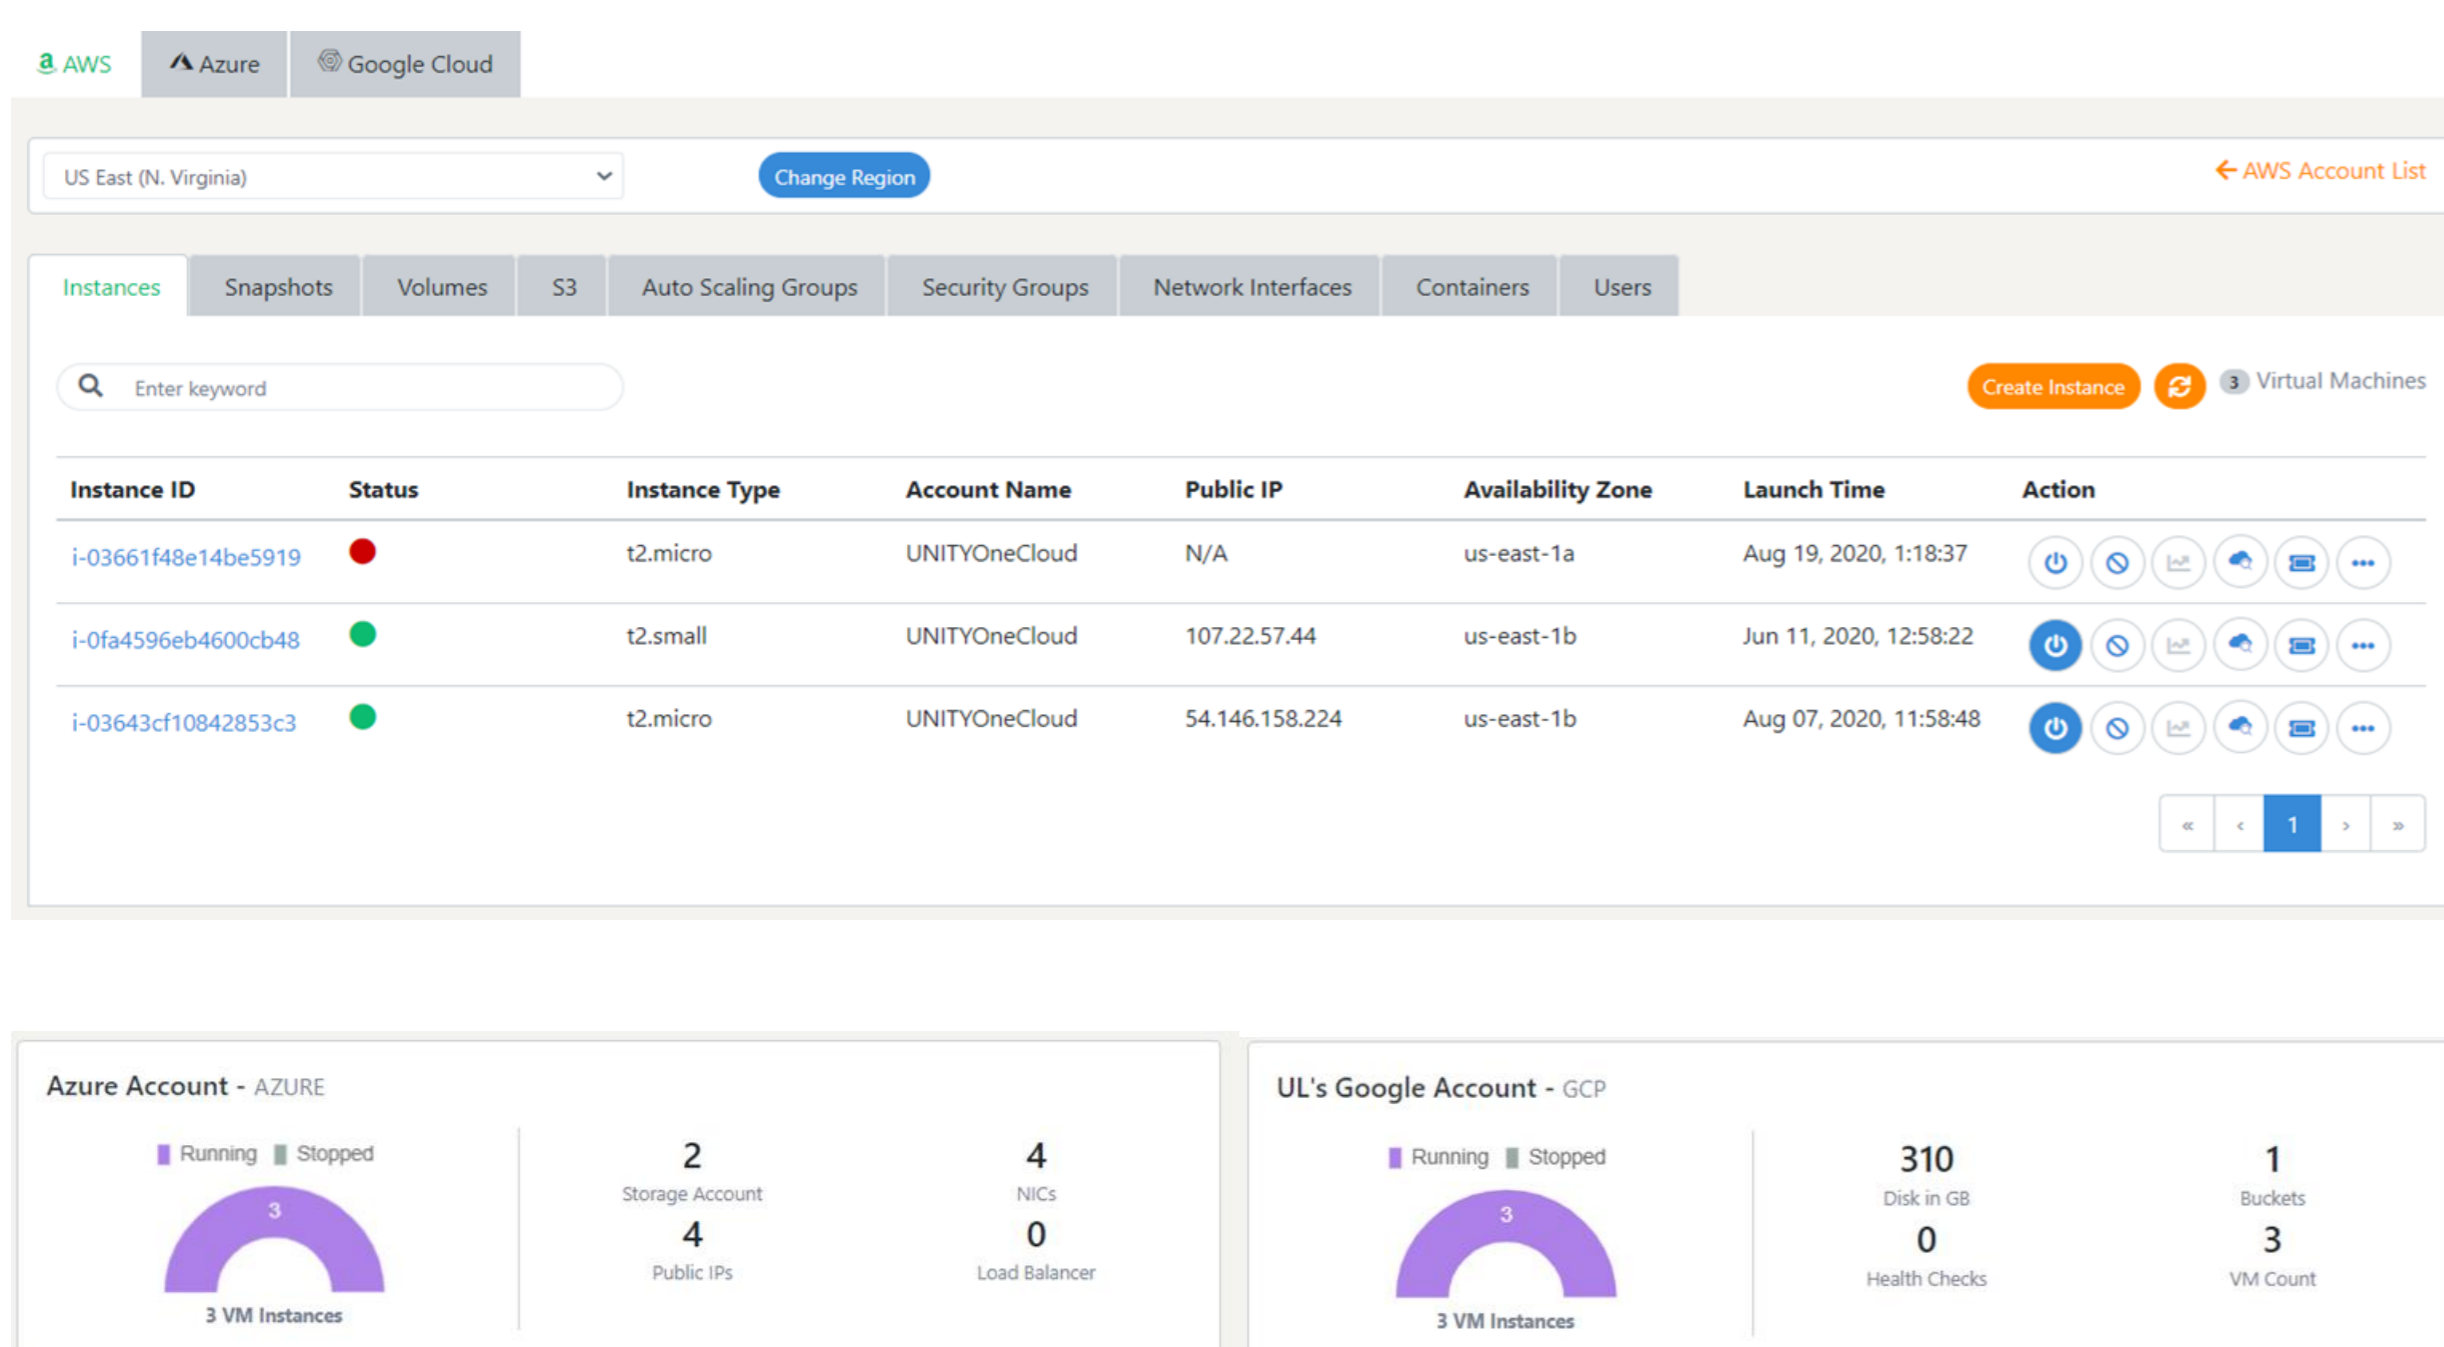 AWS Azure Google Cloud
US East (N. Virginia) Change Region AWS Account List
Instances Snapshots Volumes S3 Auto Scaling Groups Security Groups Network Interfaces Containers Users
Enter keyword Create Instance 3 Virtual Machines
Instance ID Status Instance Type Account Name Public IP Availability Zone Launch Time Action
i-03661f48e14be5919 t2.micro UNITYOneCloud N/A us-east-1a Aug 19, 2020, 1:18:37
i-0fa4596eb4600cb48 t2.small UNITYOneCloud 107.22.57.44 us-east-1b Jun 11, 2020, 12:58:22
i-03643cf10842853c3 t2.micro UNITYOneCloud 54.146.158.224 us-east-1b Aug 07, 2020, 11:58:48
« ‹ 1 › »
Azure Account - AZURE
Running Stopped
3
3 VM Instances
2 4
Storage Account NICs
4 0
Public IPs Load Balancer
UL's Google Account - GCP
Running Stopped
3
3 VM Instances
310 1
Disk in GB Buckets
0 3
Health Checks VM Count